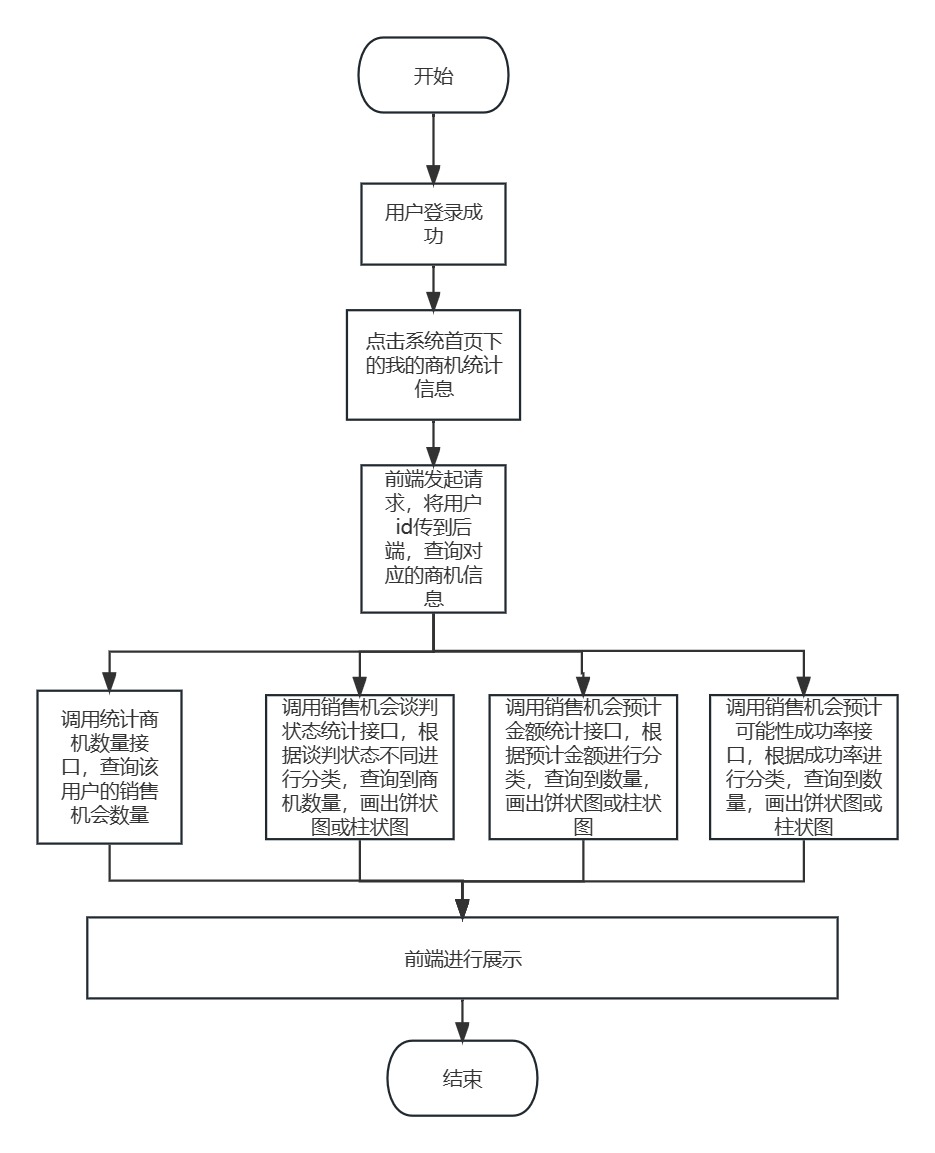 开始
用户登录成
功
点击系统首页下
的我的商机统计
信息
前端发起请
求，将用户
id传到后
端，查询对
应的商机信
息
调用统计商
机数量接
口，查询该
用户的销售
机会数量
调用销售机会谈判
状态统计接口，根
据谈判状态不同进
行分类，查询到商
机数量，画出饼状
图或柱状图
调用销售机会预计
金额统计接口，根
据预计金额进行分
类，查询到数量，
画出饼状图或柱状
图
调用销售机会预计
可能性成功率接
口，根据成功率进
行分类，查询到数
量，画出饼状图或
柱状图
前端进行展示
结束